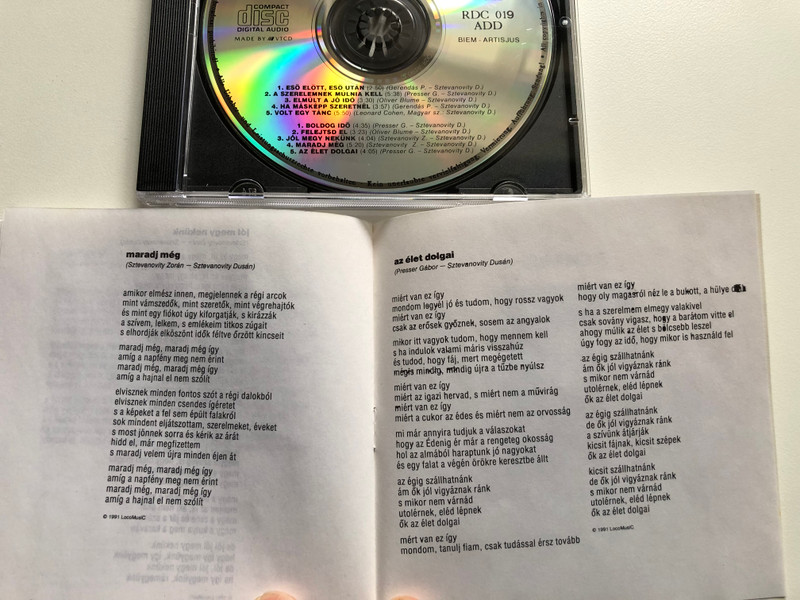 COMPACT
disc
DIGITAL AUDIO
MADE BY VTCD
RDC 019
ADD
BIEM - ARTISJUS
1. ESŐ ELŐTT, ESŐ UTÁN (Gerendás P. – Sztevanovity D.)
2. A SZERELEMNEK MÚLNIA KELL (5:38) (Presser G. – Sztevanovity D.)
3. ELMÚLT A JÓ IDŐ (3:30) (Oliver Blume – Sztevanovity D.)
4. HA MÁSKÉPP SZERETNÉL (3:57) (Gerendás P. – Sztevanovity D.)
5. VOLT EGY TÁNC (5:50) (Leonard Cohen, Magyar sz.: Sztevanovity D.)
1. BOLDOG IDŐ (4:35) (Presser G. – Sztevanovity D.)
2. FELEJTSD EL (3:23) (Oliver Blume – Sztevanovity D.)
3. JÓL MEGY NEKÜNK (4:04) (Sztevanovity Z. – Sztevanovity D.)
4. MARADJ MÉG (5:20) (Sztevanovity Z. – Sztevanovity D.)
5. AZ ÉLET DOLGAI (4:05) (Presser G. – Sztevanovity D.)
maradj még
(Sztevanovity Zorán — Sztevanovity Dusán)
amikor elmész innen, megjelennek a régi arcok
mint vámszedők, mint szeretők, mint végrehajtók
és mint egy fiókot úgy kiforgatják, s kirázzák
a szívem, lelkem, s emlékeim titkos zúgait
s elhordják elköszönt idők féltve őrzött kincseit
maradj még, maradj még így
amíg a napfény meg nem érint
maradj még, maradj még így
amíg a hajnal el nem szólít
elvisznek minden fontos szót a régi dalokból
elvisznek minden csendes ígéretet
s a képeket a fel sem épült falakról
sok mindent eljátszottam, szerelmeket, éveket
s most jönnek sorra és kérik az árát
hidd el, már megfizettem
s maradj velem újra minden éjen át
maradj még, maradj még így
amíg a napfény meg nem érint
maradj még, maradj még így
amíg a hajnal el nem szólít
© 1991 LocoMusiC
az élet dolgai
(Presser Gábor — Sztevanovity Dusán)
miért van ez így
mondom legyél jó és tudom, hogy rossz vagyok
miért van ez így
csak az erősek győznek, sosem az angyalok
mikor itt vagyok tudom, hogy mennem kell
s ha indulok valami máris visszahúz
és tudod, hogy fáj, mert megégetett
mégis mindig, mindig újra a tűzbe nyúlsz
miért van ez így
miért az igazi hervad, s miért nem a művirág
miért van ez így
miért a cukor az édes és miért nem az orvosság
mi már annyira tudjuk a válaszokat
hogy az Édenig ér már a rengeteg okosság
hol az almából haraptunk jó nagyokat
és egy falat a végén örökre keresztbe állt
az égig szállhatnánk
ám ők jól vigyáznak ránk
s mikor nem várnád
utolérnek, eléd lépnek
ők az élet dolgai
miért van ez így
mondom, tanulj fiam, csak tudással érsz tovább
miért van ez így
hogy oly magasról néz le a bukott, a hülye
s ha a szerelmem elmegy valakivel
csak sovány vigasz, hogy a barátom vitte el
ahogy múlik az élet s bölcsebb leszel
úgy fogy az idő, hogy mikor is használd fel
az égig szállhatnánk
ám ők jól vigyáznak ránk
s mikor nem várnád
utolérnek, eléd lépnek
ők az élet dolgai
az égig szállhatnánk
de ők jól vigyáznak ránk
a szívünk átjárják
kicsit fájnak, kicsit szépek
ők az élet dolgai
kicsit szállhatnánk
de ők jól vigyáznak ránk
s mikor nem várnád
utolérnek, eléd lépnek
ők az élet dolgai
© 1991 LocoMusiC